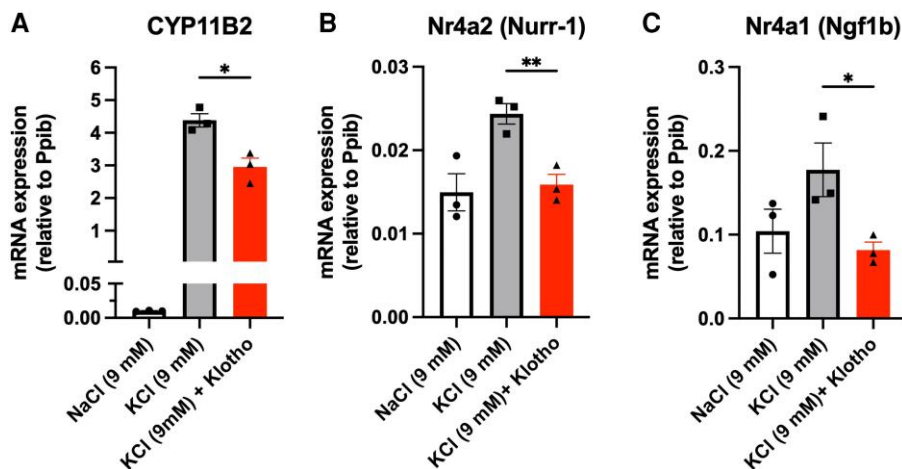 A
CYP11B2
mRNA expression
(relative to Ppib)
6
5
4
3
2
1
0.05
0.00
*
NaCl (9 mM)
KCl (9 mM)
KCl (9mM) + Klotho
B
Nr4a2 (Nurr-1)
mRNA expression
(relative to Ppib)
0.03
0.02
0.01
0.00
**
NaCl (9 mM)
KCl (9 mM)
KCl (9 mM)+ Klotho
C
Nr4a1 (Ngf1b)
mRNA expression
(relative to Ppib)
0.3
0.2
0.1
0.0
*
NaCl (9 mM)
KCl (9 mM)
KCl (9 mM)+ Klotho